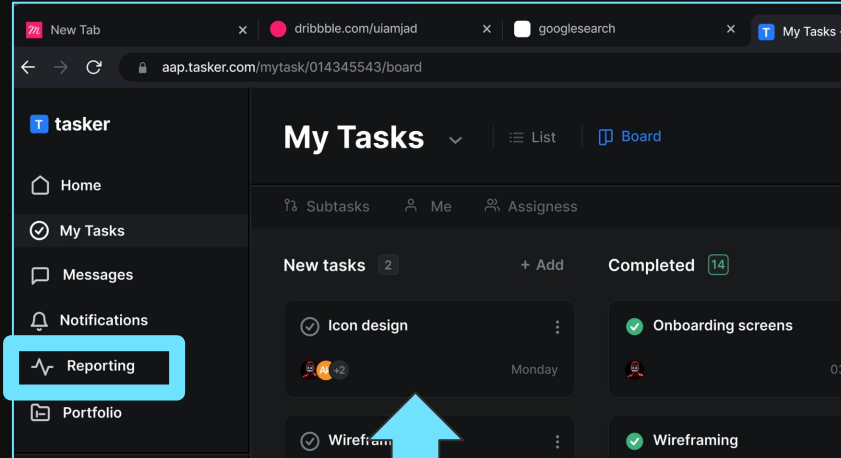 New Tab
dribbble.com/uiamjad
googlesearch
T My Tasks
aap.tasker.com/mytask/014345543/board
T tasker
Home
My Tasks
Messages
Notifications
Reporting
Portfolio
My Tasks
List
Board
Subtasks
Me
Assigness
New tasks 2
+ Add
Icon design
+2
Monday
Completed 14
Onboarding screens
Wireframing